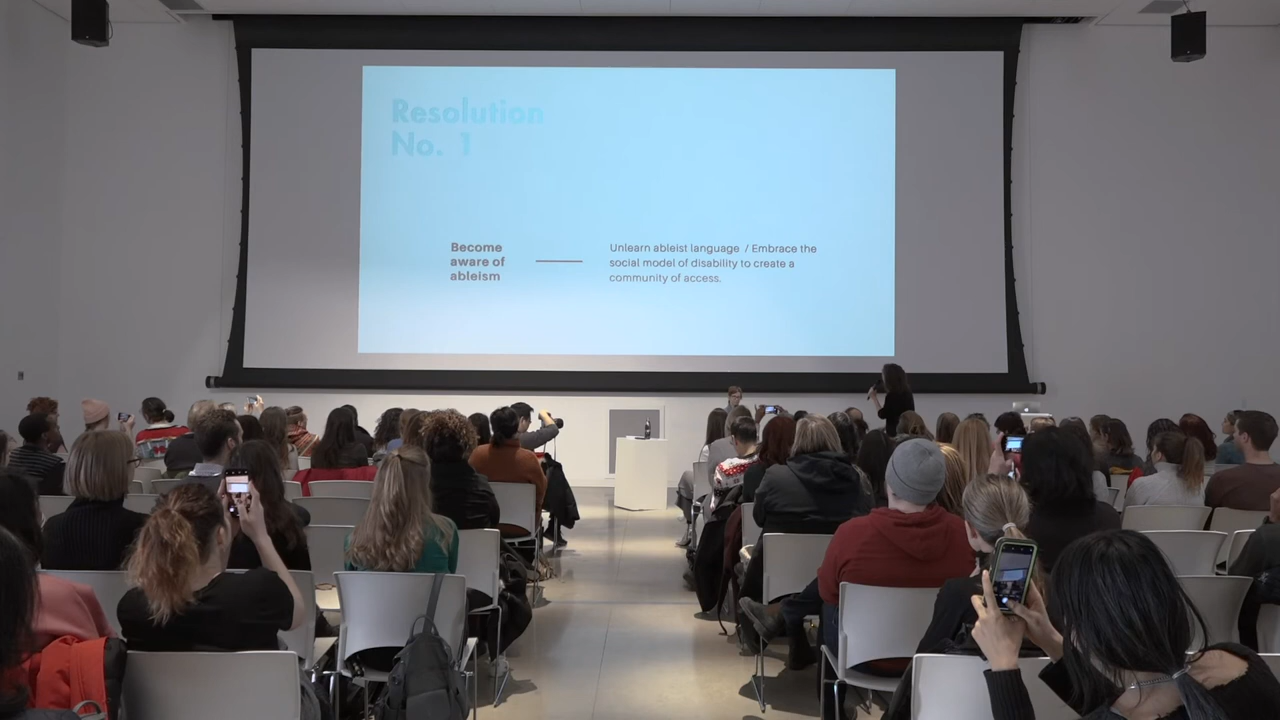 Resolution
No. 1
Become
aware of
ableism
Unlearn ableist language / Embrace the
social model of disability to create a
community of access.